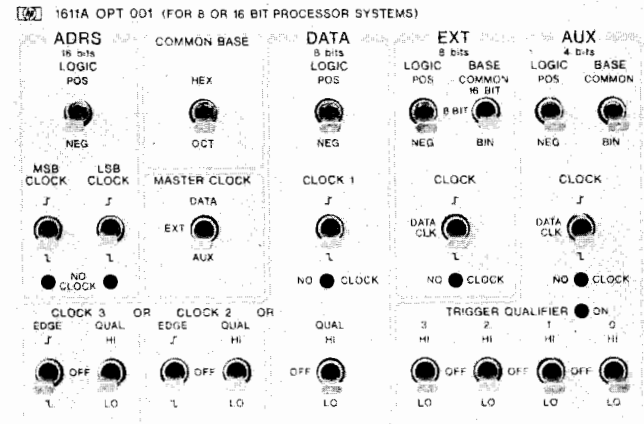 hp 1611A OPT 001 (FOR 8 OR 16 BIT PROCESSOR SYSTEMS)
ADRS COMMON BASE DATA EXT AUX
16 bits 8 bits 8 bits 4 bits
LOGIC LOGIC LOGIC BASE LOGIC BASE
POS HEX POS POS COMMON POS COMMON
16 BIT
8 BIT
NEG OCT NEG NEG BIN NEG BIN
MSB CLOCK LSB CLOCK MASTER CLOCK CLOCK 1 CLOCK CLOCK
DATA
EXT DATA CLK DATA CLK
AUX
NO CLOCK NO CLOCK NO CLOCK NO CLOCK
CLOCK 3 OR CLOCK 2 OR TRIGGER QUALIFIER ON
EDGE QUAL EDGE QUAL QUAL 3 2 1 0
HI HI HI HI HI HI HI
OFF OFF OFF OFF OFF OFF
LO LO LO LO LO LO LO